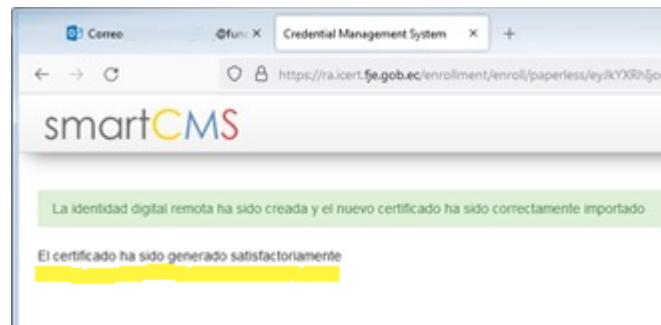 Correo
@func
Credential Management System
https://ra.icert.fje.gob.ec/enrollment/enroll/paperless/
smartCMS
La identidad digital remota ha sido creada y el nuevo certificado ha sido correctamente importado
El certificado ha sido generado satisfactoriamente